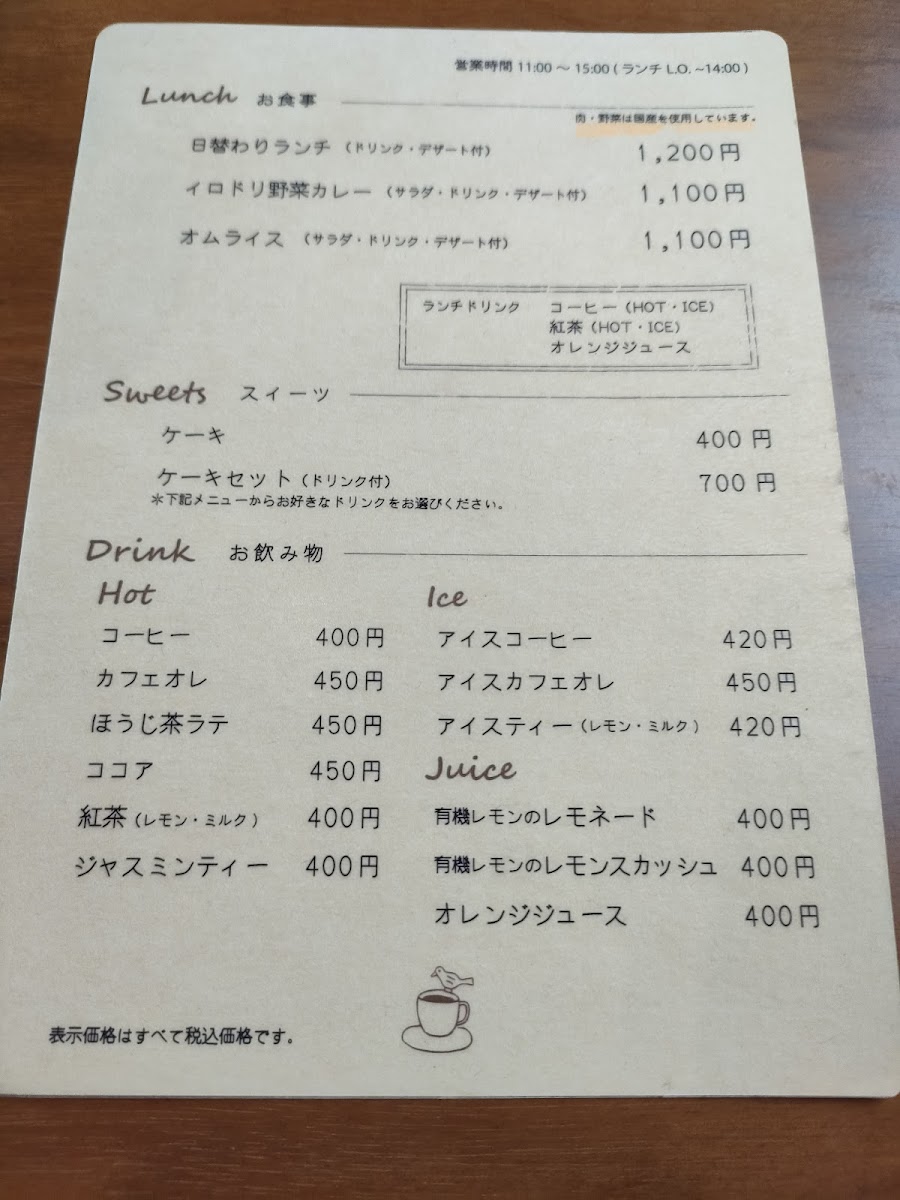 営業時間 11:00 ～ 15:00 ( ランチ L.O. ~14:00 )
Lunch お食事
肉・野菜は国産を使用しています。
日替わりランチ (ドリンク・デザート付) 1,200円
イロドリ野菜カレー (サラダ・ドリンク・デザート付) 1,100円
オムライス (サラダ・ドリンク・デザート付) 1,100円
ランチドリンク コーヒー (HOT・ICE)
紅茶 (HOT・ICE)
オレンジジュース
Sweets スイーツ
ケーキ 400 円
ケーキセット (ドリンク付) 700 円
＊下記メニューからお好きなドリンクをお選びください。
Drink お飲み物
Hot
コーヒー 400円
カフェオレ 450円
ほうじ茶ラテ 450円
ココア 450円
紅茶 (レモン・ミルク) 400円
ジャスミンティー 400円
Ice
アイスコーヒー 420円
アイスカフェオレ 450円
アイスティー (レモン・ミルク) 420円
Juice
有機レモンのレモネード 400円
有機レモンのレモンスカッシュ 400円
オレンジジュース 400円
表示価格はすべて税込価格です。